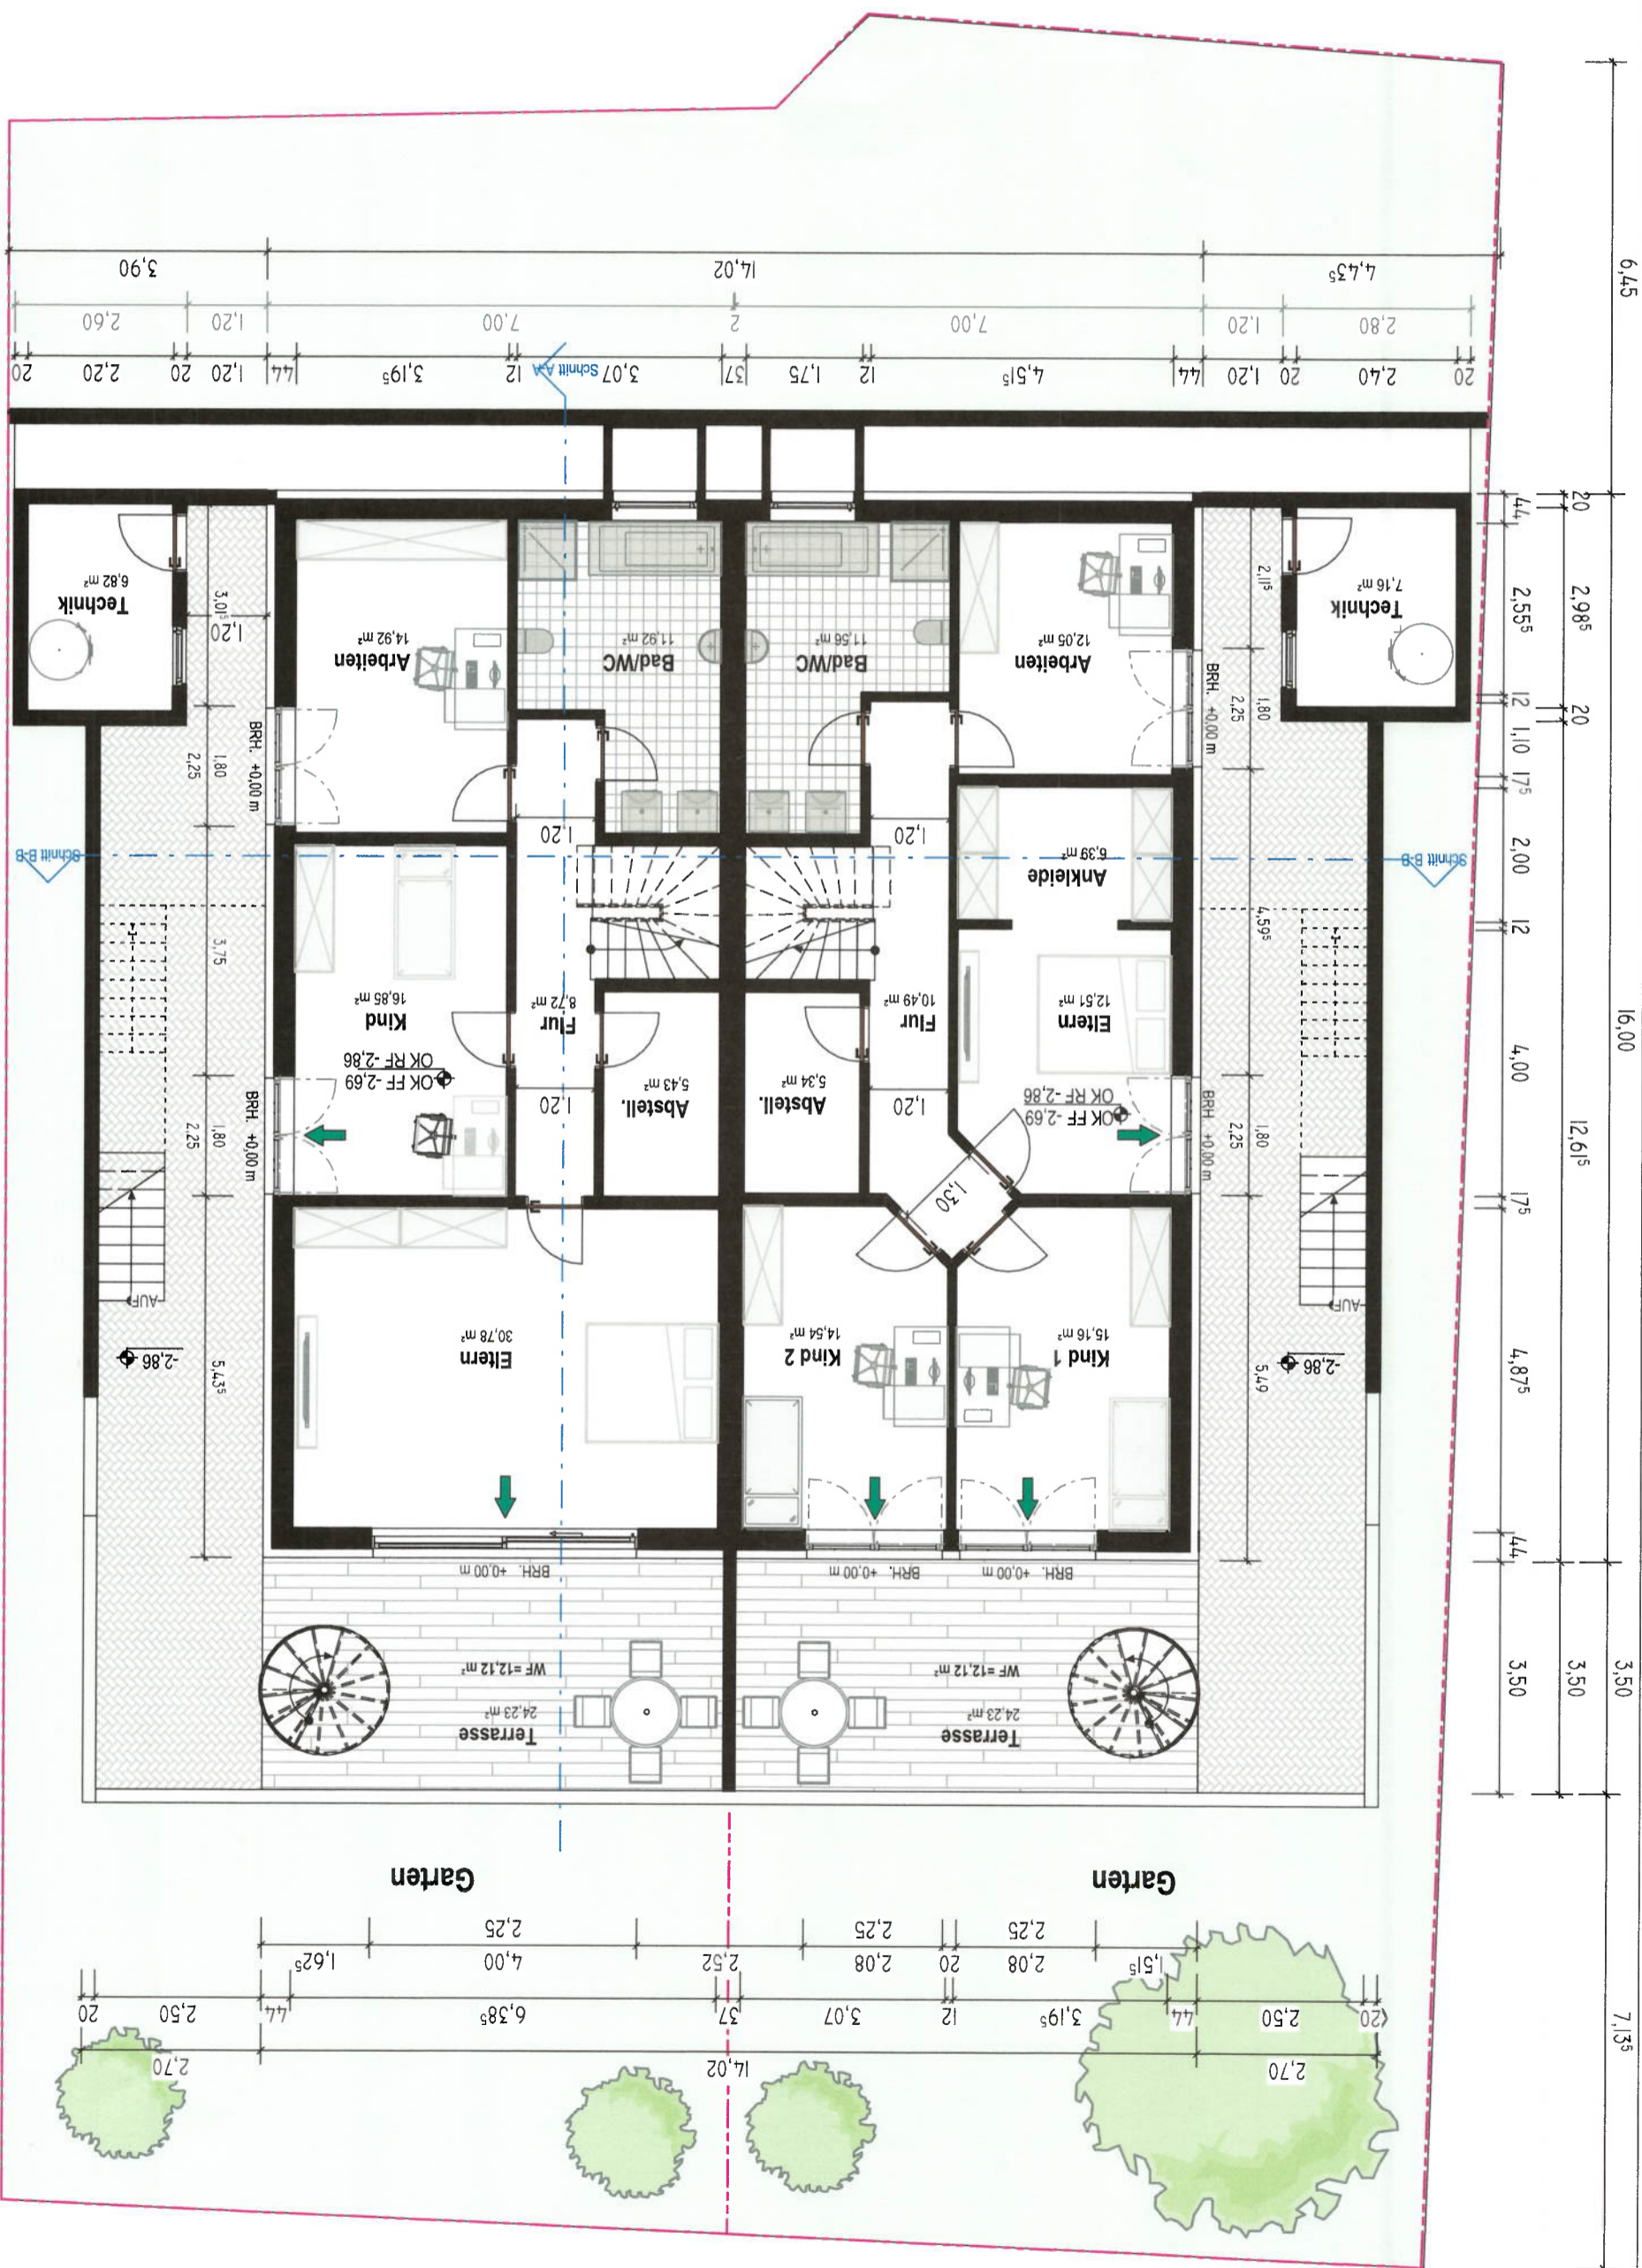 2,70
14,02
2,70
20 2,50 44 3,19⁵ 12 3,07 37 6,38⁵ 44 2,50 20
1,51⁵ 2,08 20 2,08 2,52 4,00 1,62⁵
2,25 2,25 2,25
Garten
Garten
Terrasse
24,23 m²
WF =12,12 m²
Terrasse
24,23 m²
WF =12,12 m²
BRH. +0,00 m
BRH. +0,00 m
BRH. +0,00 m
-2,86
-2,86
Kind 1
15,16 m²
Kind 2
14,54 m²
Eltern
30,78 m²
AUF
AUF
5,49
5,43⁵
1,30
OK FF -2,69
OK RF -2,86
Eltern
12,51 m²
1,20
Flur
10,49 m²
Abstell.
5,34 m²
Abstell.
5,43 m²
1,20
Flur
8,72 m²
OK FF -2,69
OK RF -2,86
Kind
16,85 m²
BRH. +0,00 m
1,80
2,25
BRH. +0,00 m
1,80
2,25
4,59⁵
3,75
Schnitt B-B
Schnitt B-B
Ankleide
6,39 m²
1,20
1,20
Arbeiten
12,05 m²
Bad/WC
11,56 m²
Bad/WC
11,92 m²
Arbeiten
14,92 m²
BRH. +0,00 m
1,80
2,25
BRH. +0,00 m
1,80
2,25
Technik
7,16 m²
2,11⁵
Technik
6,82 m²
3,01⁵
1,20
20 2,40 20 1,20 44 4,51⁵ 12 1,75 37 3,07 12 3,19⁵ 44 1,20 20 2,20 20
Schnitt A-A
2,80 1,20 7,00 2 7,00 1,20 2,60
4,43⁵ 14,02 3,90
44 2,55⁵ 12 1,10 17⁵ 2,00 12 4,00 17⁵ 4,87⁵ 44 3,50
20 2,98⁵ 20 12,61⁵ 3,50
6,45 16,00 3,50 7,13⁵